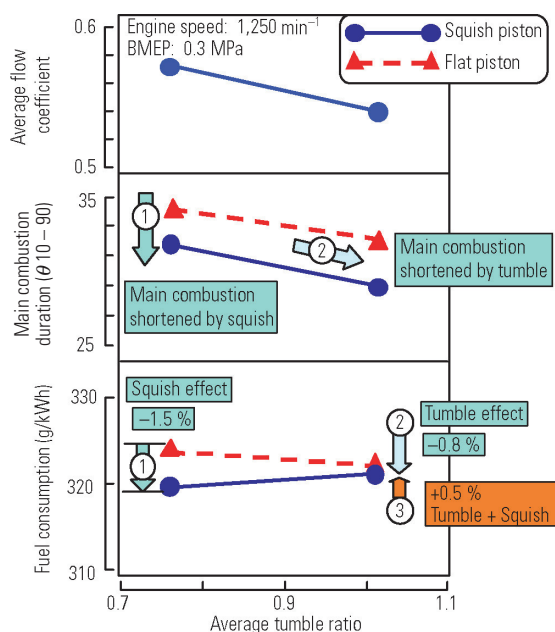 Engine speed: 1,250 min⁻¹
BMEP: 0.3 MPa
Squish piston
Flat piston
Average flow
coefficient
0.6
0.5
Main combustion
duration (θ 10 – 90)
35
25
1
2
Main combustion
shortened by squish
Main combustion
shortened by tumble
Fuel consumption (g/kWh)
330
320
310
Squish effect
–1.5 %
1
2
Tumble effect
–0.8 %
+0.5 %
Tumble + Squish
3
0.7
0.9
1.1
Average tumble ratio